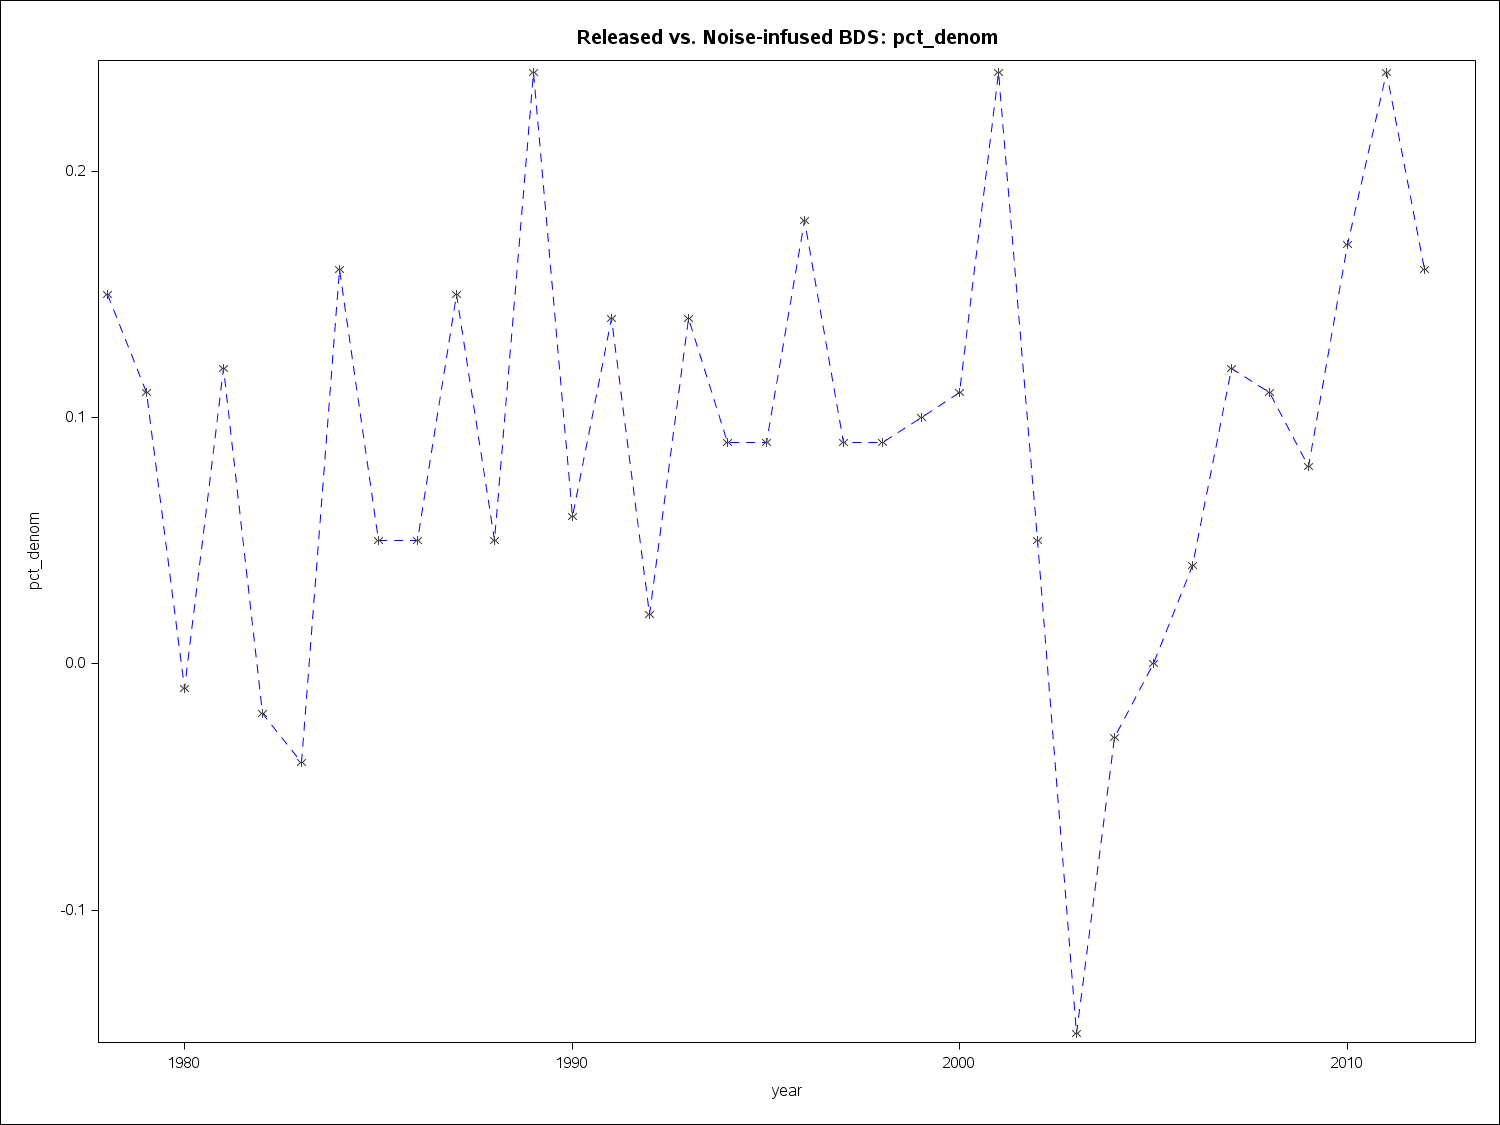 Released vs. Noise-infused BDS: pct_denom
0.2
0.1
0.0
-0.1
pct_denom
1980 1990 2000 2010
year